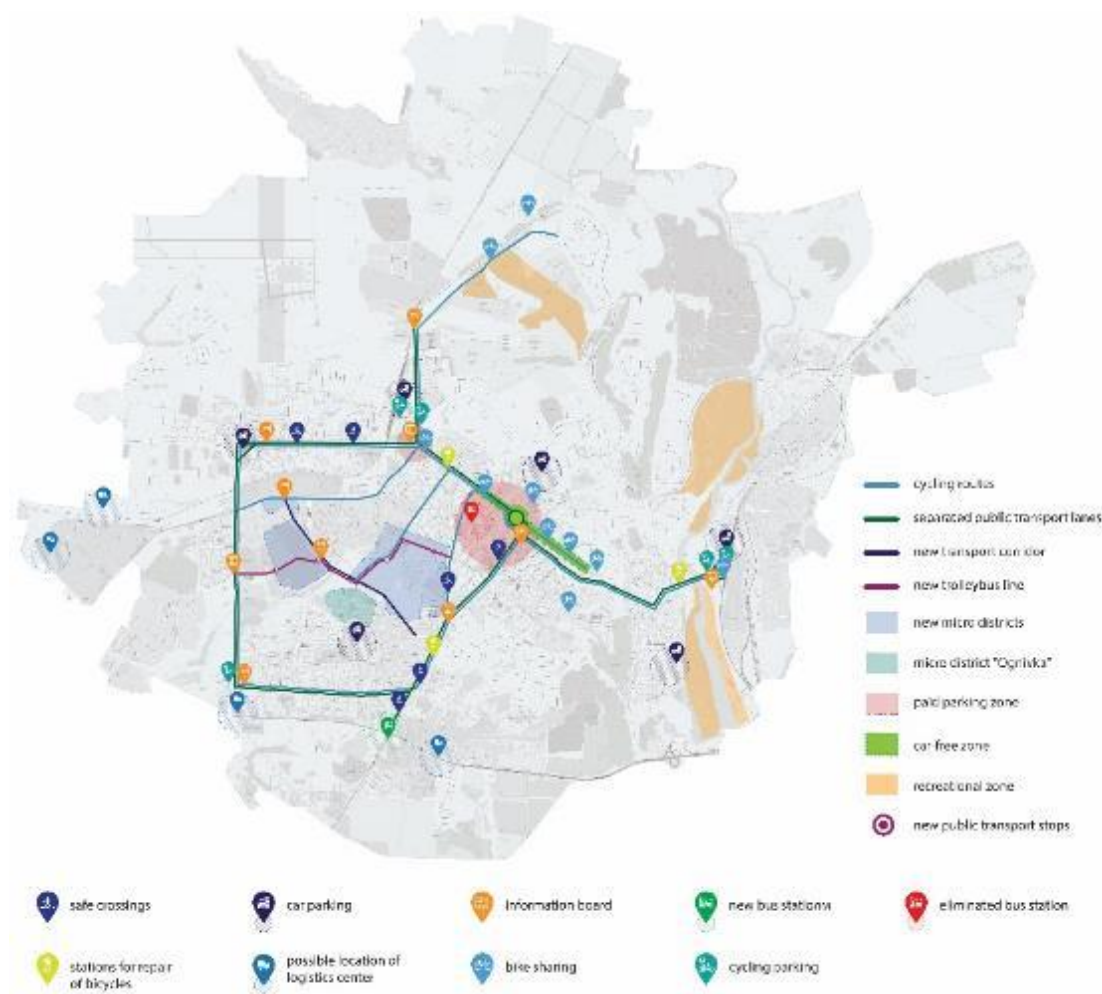 cycling routes
separated public transport lanes
new transport corridor
new trolleybus line
new micro districts
micro district "Ognivka"
paid parking zone
car free zone
recreational zone
new public transport stops
safe crossings
car parking
information board
new bus stationw
eliminated bus station
stations for repair
of bicycles
possible location of
logistics center
bike sharing
cycling parking